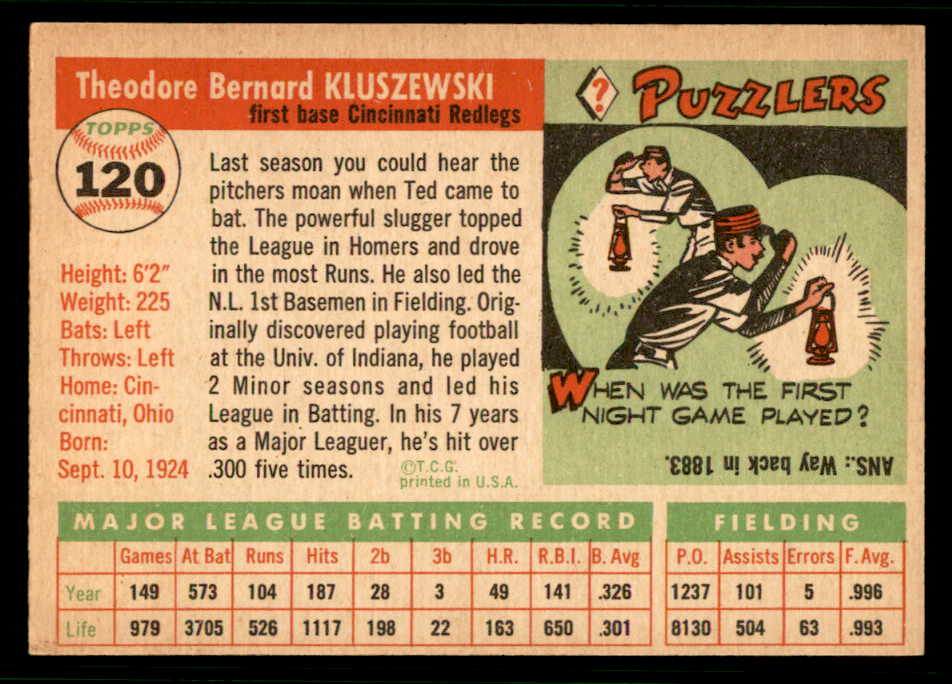 Theodore Bernard KLUSZEWSKI
first base Cincinnati Redlegs
TOPPS
120
Height: 6'2"
Weight: 225
Bats: Left
Throws: Left
Home: Cin-
cinnati, Ohio
Born:
Sept. 10, 1924
Last season you could hear the
pitchers moan when Ted came to
bat. The powerful slugger topped
the League in Homers and drove
in the most Runs. He also led the
N.L. 1st Basemen in Fielding. Orig-
inally discovered playing football
at the Univ. of Indiana, he played
2 Minor seasons and led his
League in Batting. In his 7 years
as a Major Leaguer, he's hit over
.300 five times.
©T.C.G.
printed in U.S.A.
? PUZZLERS
WHEN WAS THE FIRST
NIGHT GAME PLAYED?
ANS.: Way back in 1883.
MAJOR LEAGUE BATTING RECORD
Games At Bat Runs Hits 2b 3b H.R. R.B.I. B. Avg
Year 149 573 104 187 28 3 49 141 .326
Life 979 3705 526 1117 198 22 163 650 .301
FIELDING
P.O. Assists Errors F. Avg.
1237 101 5 .996
8130 504 63 .993